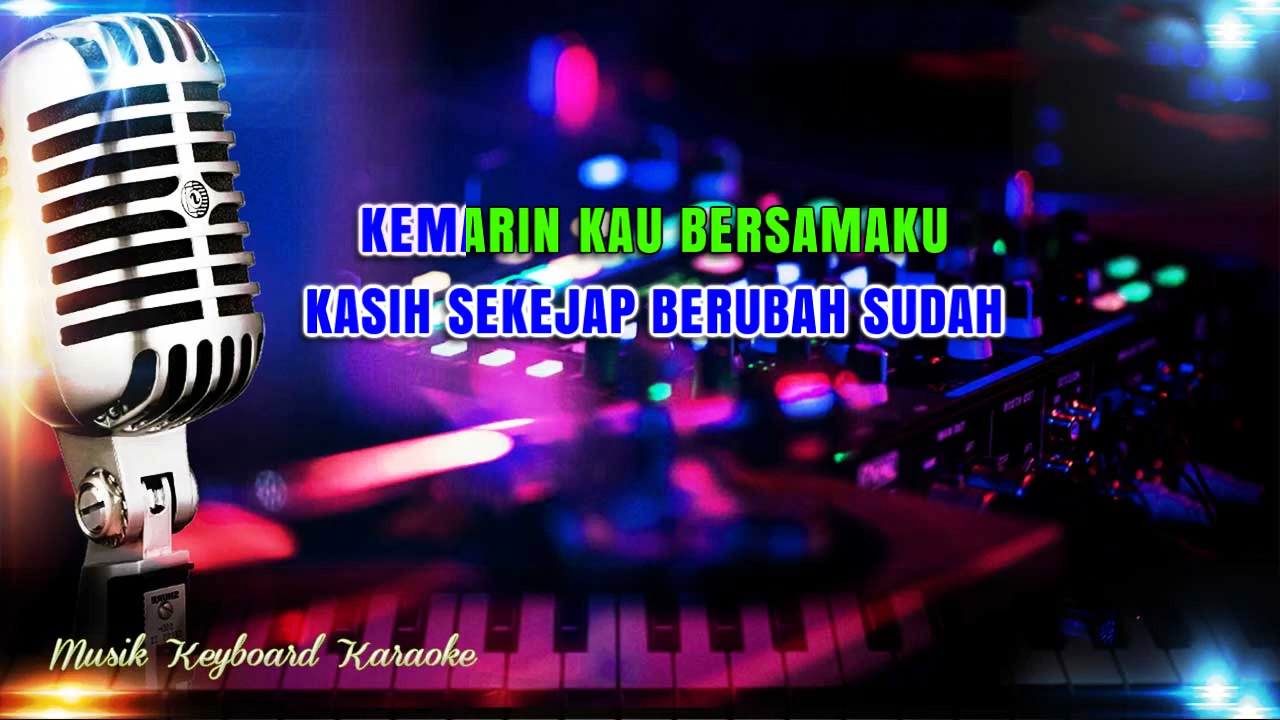 KEMARIN KAU BERSAMAKU
KASIH SEKEJAP BERUBAH SUDAH
Musik Keyboard Karaoke